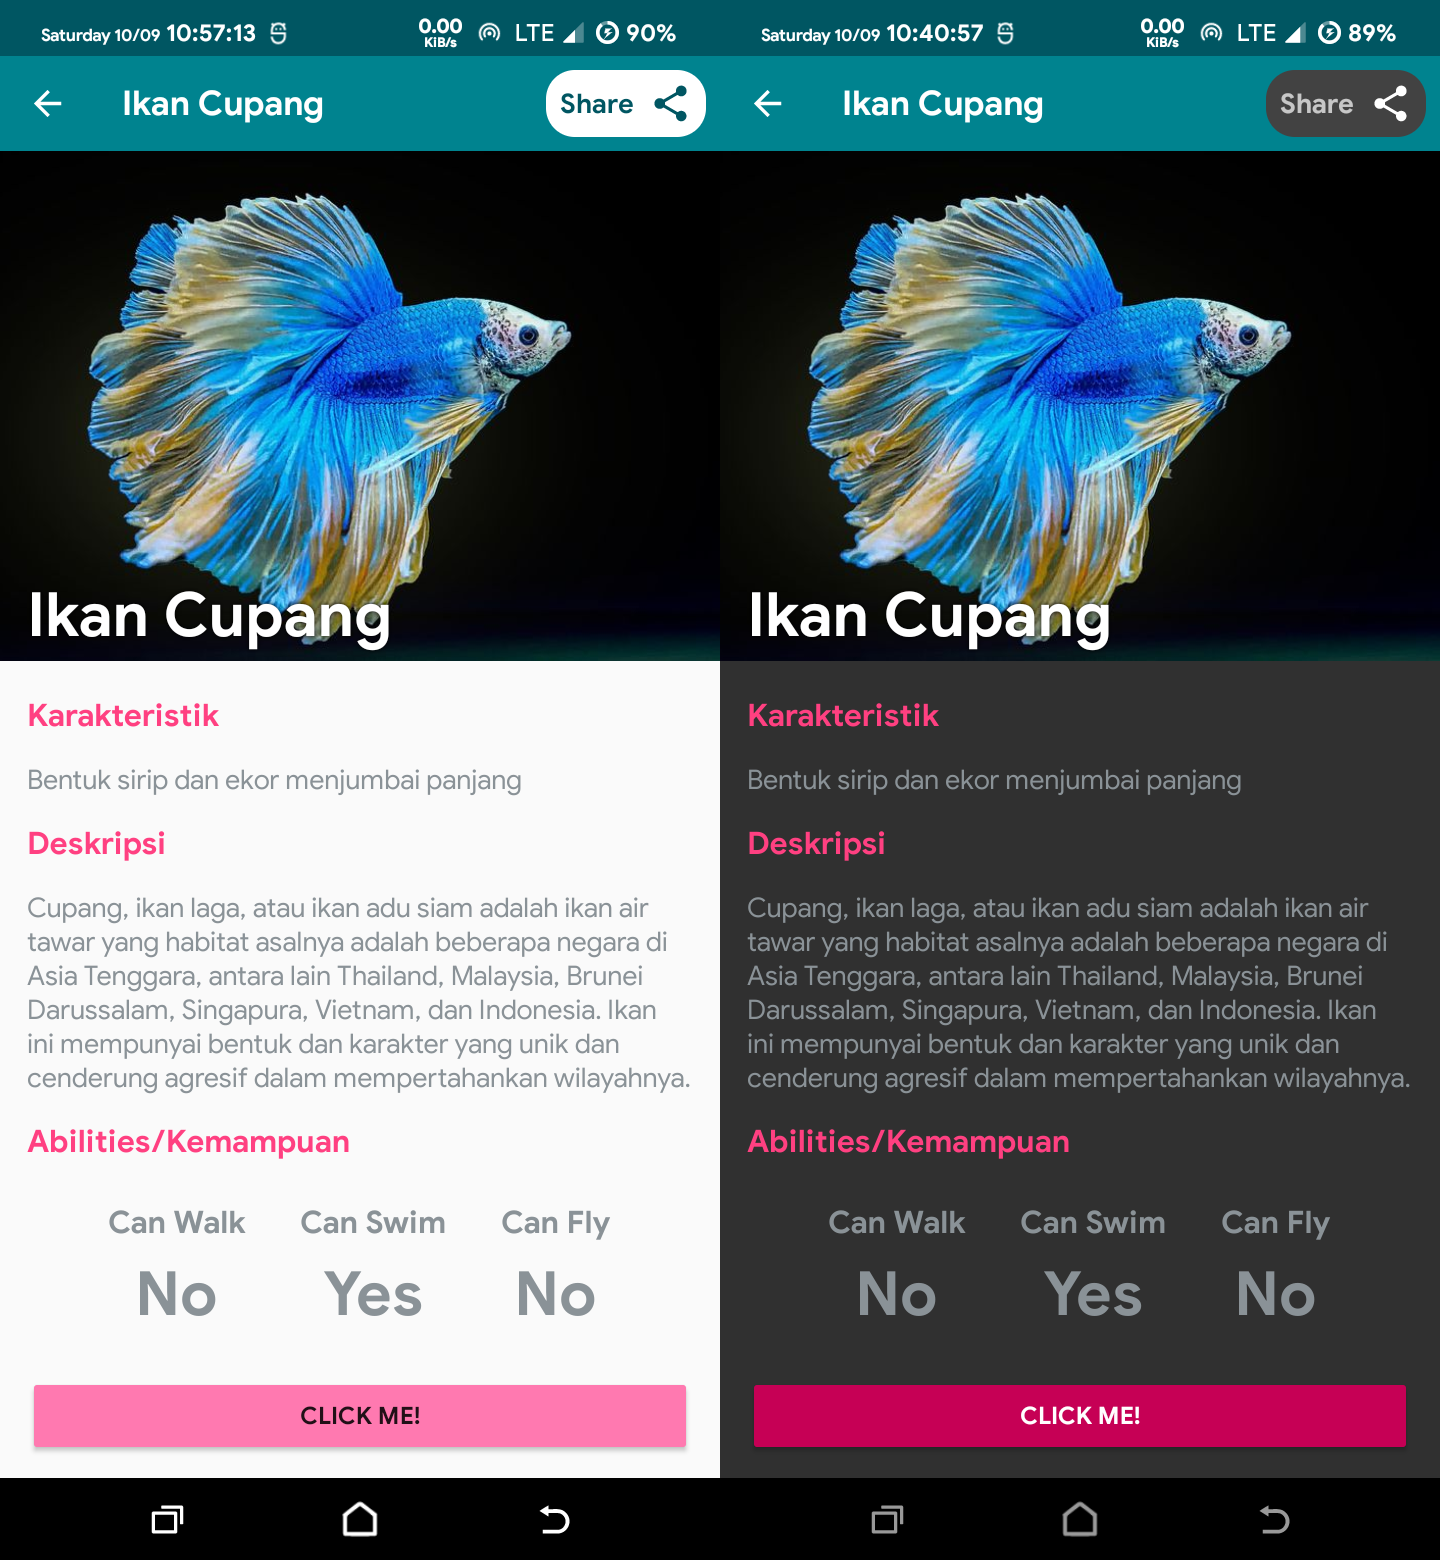 Saturday 10/09 10:57:13 0.00 KiB/s LTE 90%
Ikan Cupang Share
Ikan Cupang
Karakteristik
Bentuk sirip dan ekor menjumbai panjang
Deskripsi
Cupang, ikan laga, atau ikan adu siam adalah ikan air
tawar yang habitat asalnya adalah beberapa negara di
Asia Tenggara, antara lain Thailand, Malaysia, Brunei
Darussalam, Singapura, Vietnam, dan Indonesia. Ikan
ini mempunyai bentuk dan karakter yang unik dan
cenderung agresif dalam mempertahankan wilayahnya.
Abilities/Kemampuan
Can Walk Can Swim Can Fly
No Yes No
CLICK ME!
Saturday 10/09 10:40:57 0.00 KiB/s LTE 89%
Ikan Cupang Share
Ikan Cupang
Karakteristik
Bentuk sirip dan ekor menjumbai panjang
Deskripsi
Cupang, ikan laga, atau ikan adu siam adalah ikan air
tawar yang habitat asalnya adalah beberapa negara di
Asia Tenggara, antara lain Thailand, Malaysia, Brunei
Darussalam, Singapura, Vietnam, dan Indonesia. Ikan
ini mempunyai bentuk dan karakter yang unik dan
cenderung agresif dalam mempertahankan wilayahnya.
Abilities/Kemampuan
Can Walk Can Swim Can Fly
No Yes No
CLICK ME!